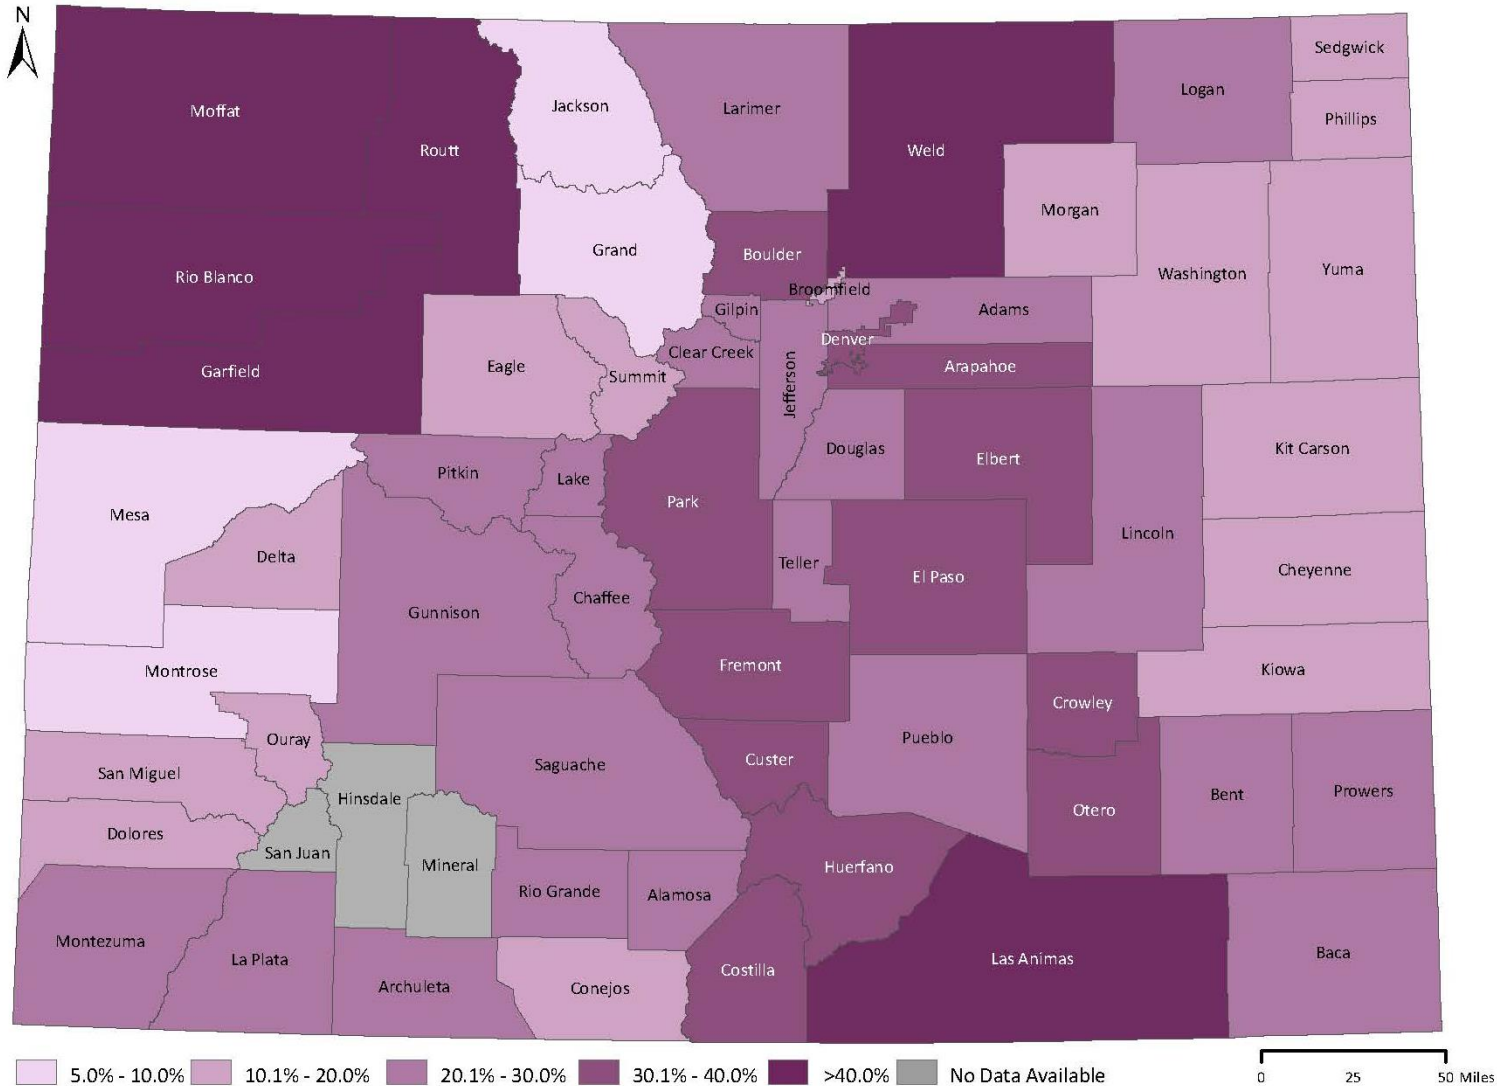 N
Sedgwick
Logan
Jackson
Larimer
Moffat
Phillips
Routt
Weld
Morgan
Grand
Boulder
Yuma
Washington
Rio Blanco
Broomfield
Gilpin
Adams
Denver
Clear Creek
Eagle
Arapahoe
Garfield
Summit
Jefferson
Douglas
Kit Carson
Elbert
Pitkin
Lake
Park
Mesa
Lincoln
Delta
Teller
Cheyenne
El Paso
Chaffee
Gunnison
Fremont
Kiowa
Montrose
Crowley
Pueblo
Ouray
Custer
Saguache
San Miguel
Prowers
Bent
Hinsdale
Otero
Dolores
San Juan
Mineral
Huerfano
Rio Grande
Alamosa
Montezuma
Baca
La Plata
Las Animas
Costilla
Archuleta
Conejos
5.0% - 10.0% 10.1% - 20.0% 20.1% - 30.0% 30.1% - 40.0% >40.0% No Data Available
0 25 50 Miles